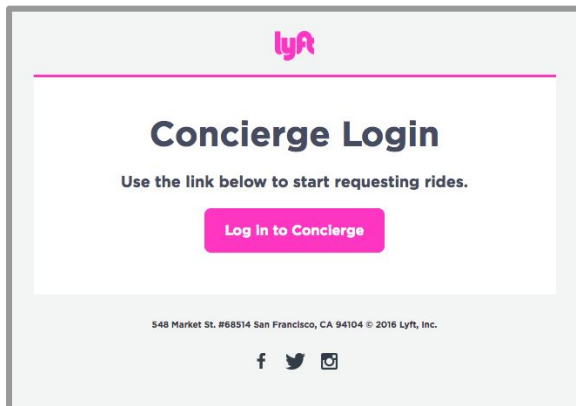 lyft
Concierge Login
Use the link below to start requesting rides.
Log in to Concierge
548 Market St. #68514 San Francisco, CA 94104 © 2016 Lyft, Inc.